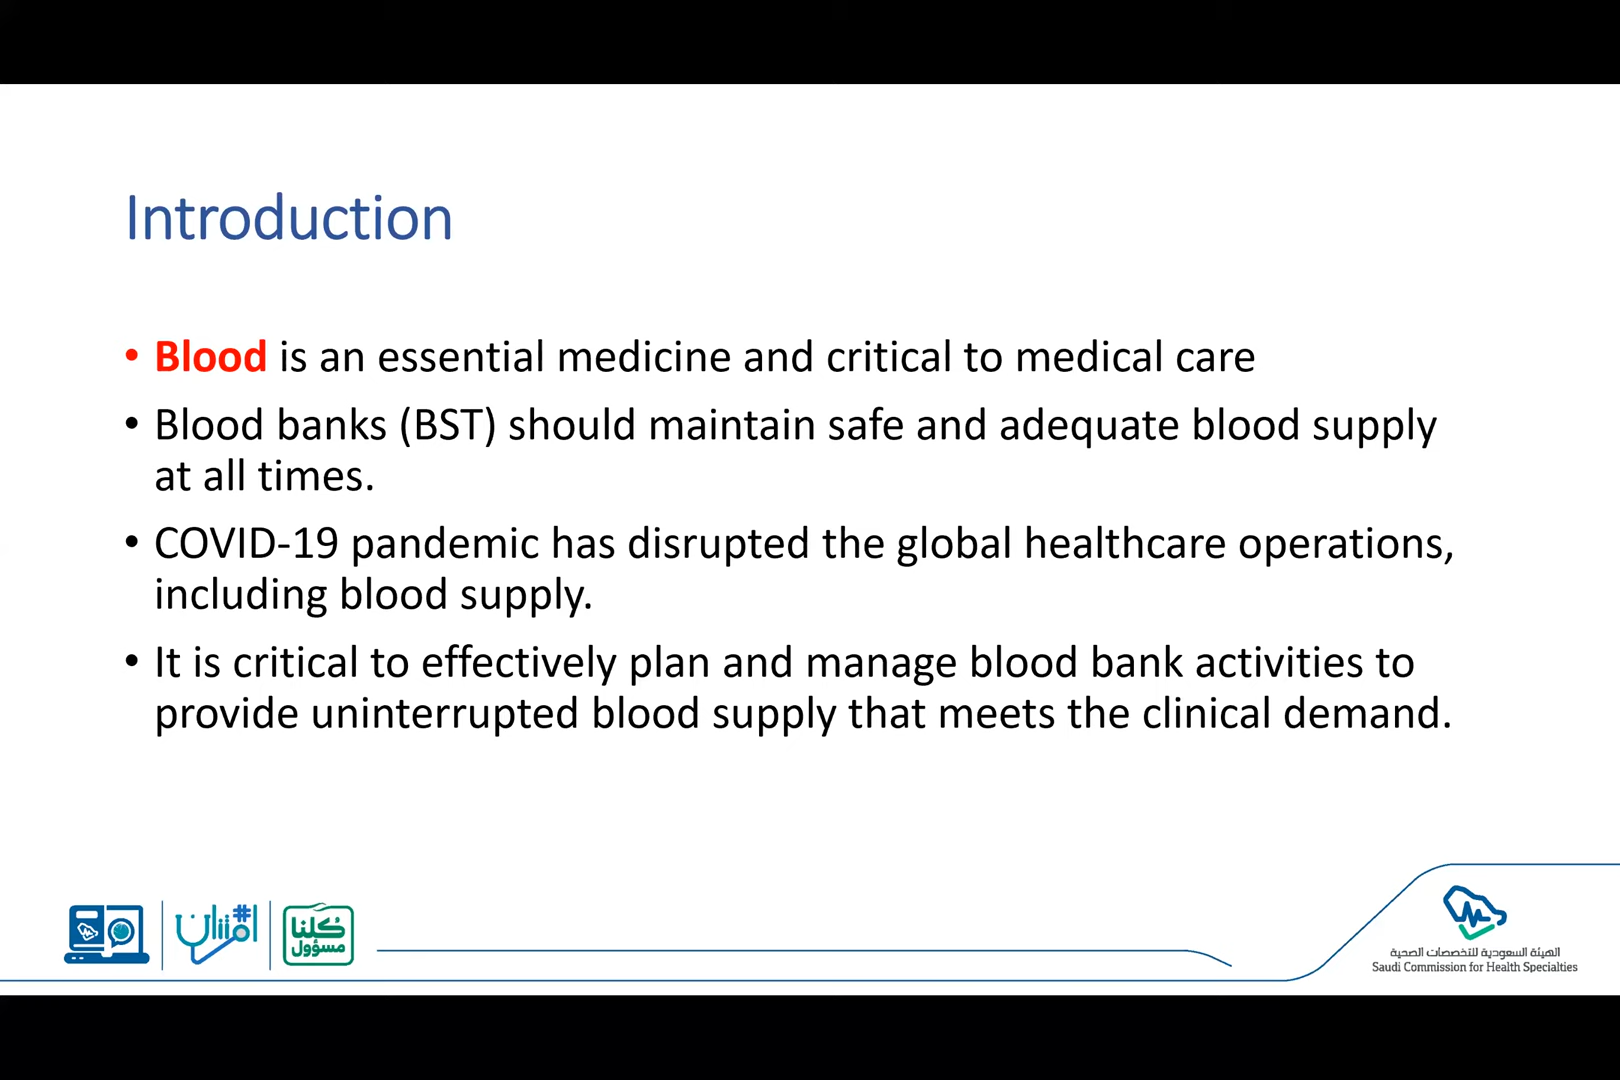 Introduction
• Blood is an essential medicine and critical to medical care
• Blood banks (BST) should maintain safe and adequate blood supply
at all times.
• COVID-19 pandemic has disrupted the global healthcare operations,
including blood supply.
• It is critical to effectively plan and manage blood bank activities to
provide uninterrupted blood supply that meets the clinical demand.
#امتنان
كُلنا
مسؤول
الهيئة السعودية للتخصصات الصحية
Saudi Commission for Health Specialties